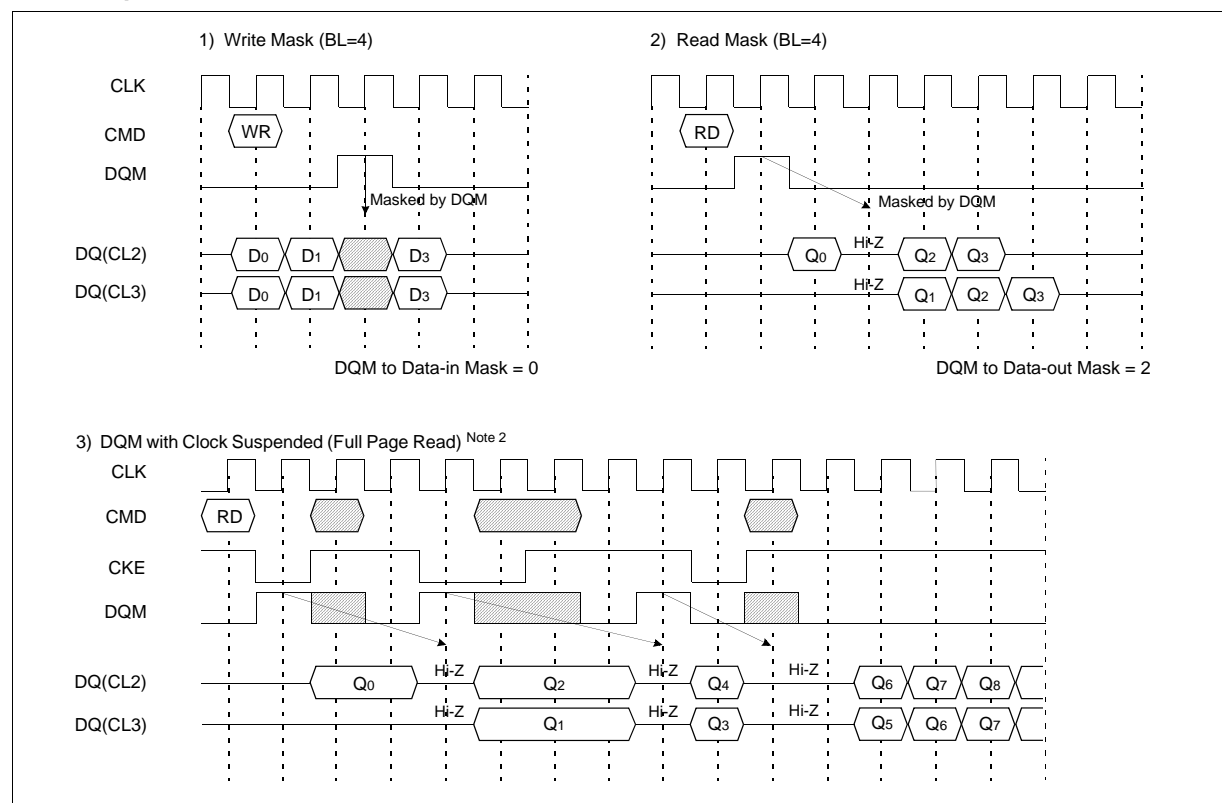 1) Write Mask (BL=4)
CLK
CMD
WR
DQM
Masked by DQM
DQ(CL2)
D0 D1 D3
DQ(CL3)
D0 D1 D3
DQM to Data-in Mask = 0
2) Read Mask (BL=4)
RD
Masked by DQM
Q0 Hi-Z Q2 Q3
Hi-Z Q1 Q2 Q3
DQM to Data-out Mask = 2
3) DQM with Clock Suspended (Full Page Read) Note 2
CLK
CMD
RD
CKE
DQM
DQ(CL2)
Q0 Hi-Z Q2 Hi-Z Q4 Hi-Z Q6 Q7 Q8
DQ(CL3)
Hi-Z Q1 Hi-Z Q3 Hi-Z Q5 Q6 Q7